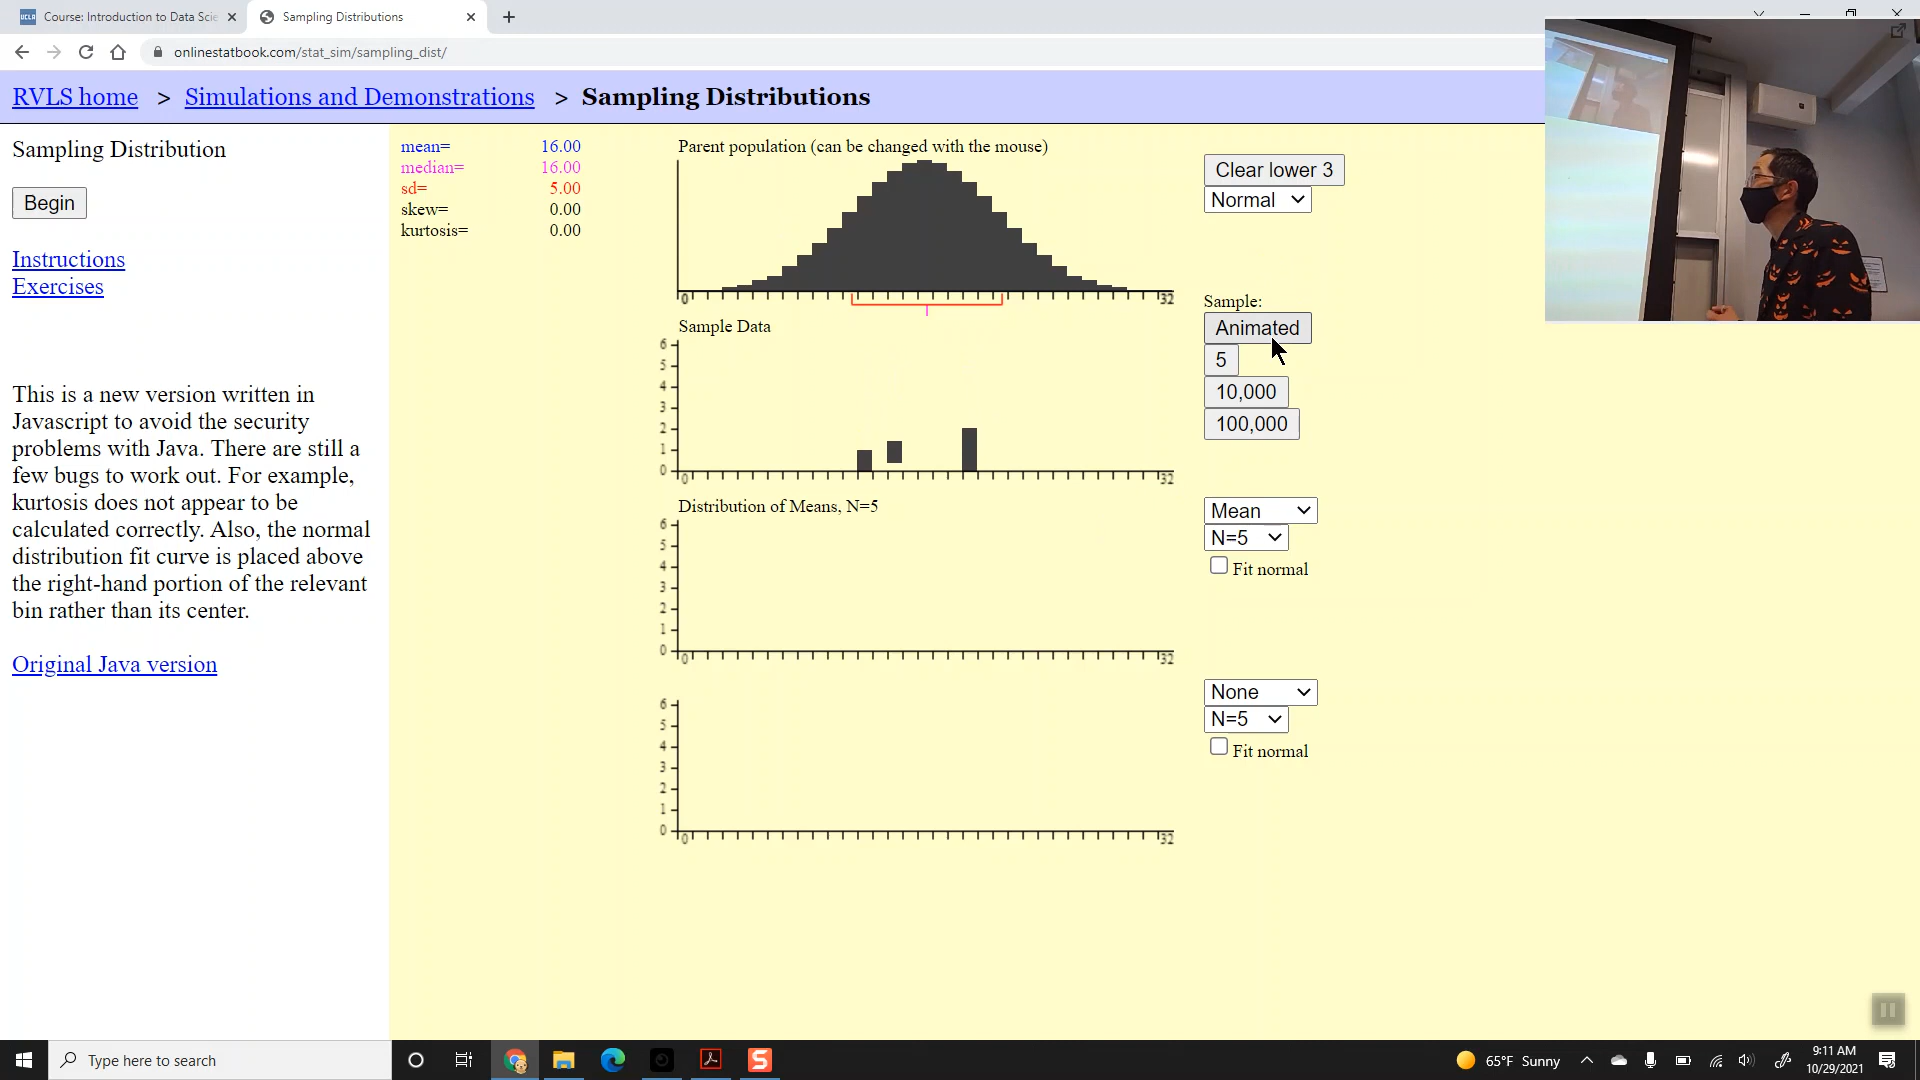 Course: Introduction to Data Scie
Sampling Distributions
onlinestatbook.com/stat_sim/sampling_dist/
RVLS home > Simulations and Demonstrations > Sampling Distributions
Sampling Distribution
Begin
Instructions
Exercises
This is a new version written in
Javascript to avoid the security
problems with Java. There are still a
few bugs to work out. For example,
kurtosis does not appear to be
calculated correctly. Also, the normal
distribution fit curve is placed above
the right-hand portion of the relevant
bin rather than its center.
Original Java version
mean= 16.00
median= 16.00
sd= 5.00
skew= 0.00
kurtosis= 0.00
Parent population (can be changed with the mouse)
0 32
Clear lower 3
Normal
Sample Data
6
5
4
3
2
1
0
0 32
Sample:
Animated
5
10,000
100,000
Distribution of Means, N=5
6
5
4
3
2
1
0
0 32
Mean
N=5
Fit normal
6
5
4
3
2
1
0
0 32
None
N=5
Fit normal
Type here to search
65°F Sunny
9:11 AM
10/29/2021